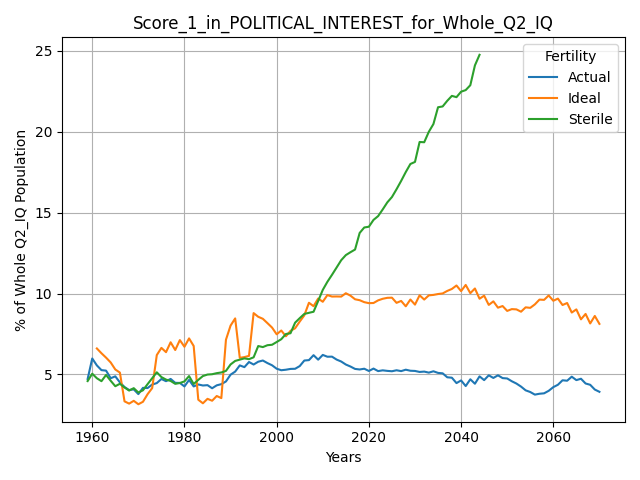 Score_1_in_POLITICAL_INTEREST_for_Whole_Q2_IQ
% of Whole Q2_IQ Population
25
20
15
10
5
Fertility
Actual
Ideal
Sterile
1960 1980 2000 2020 2040 2060
Years